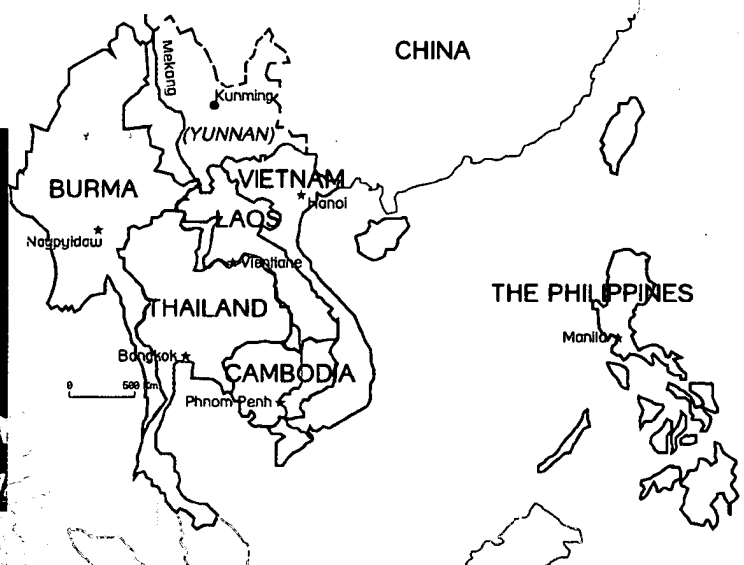 CHINA
Mekong
Kunming
(YUNNAN)
BURMA
VIETNAM
Hanoi
LAOS
Naypyidaw
Vientiane
THE PHILIPPINES
THAILAND
Manila
Bangkok
CAMBODIA
0 500 Km
Phnom Penh